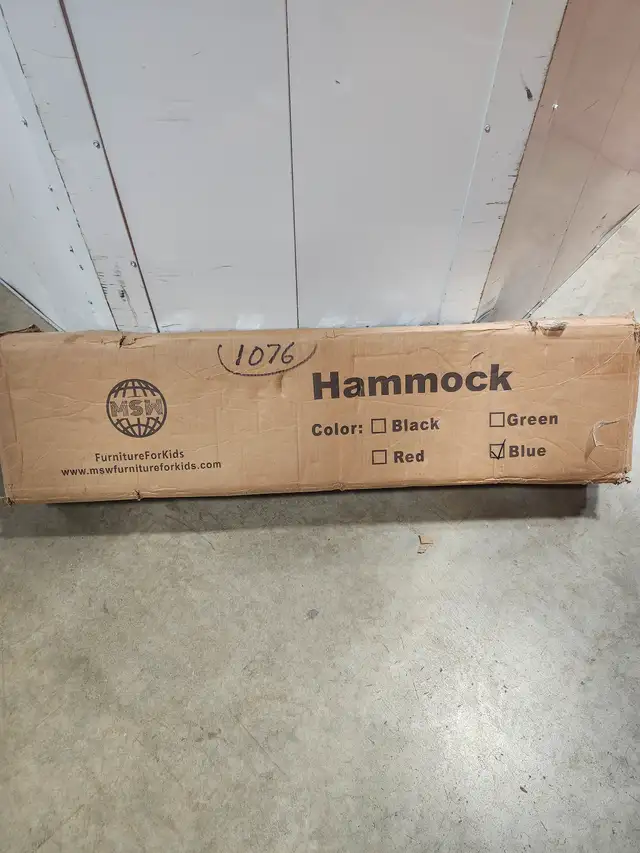 1076
Hammock
MSW
Color: Black Green
FurnitureForKids
Red Blue
www.mswfurnitureforkids.com